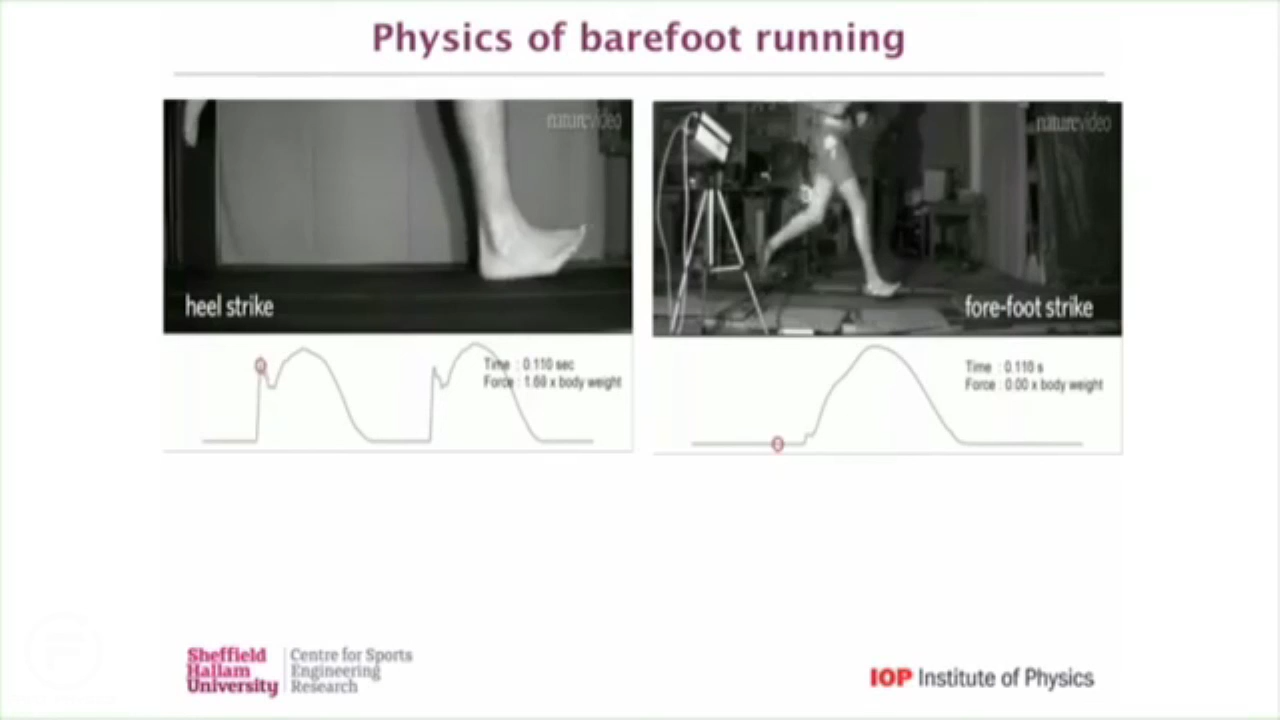 Physics of barefoot running
naturevideo
heel strike
Time : 0.110 sec
Force : 1.60 x body weight
naturevideo
fore-foot strike
Time : 0.110 s
Force : 0.00 x body weight
Sheffield
Hallam
University
Centre for Sports
Engineering
Research
IOP Institute of Physics